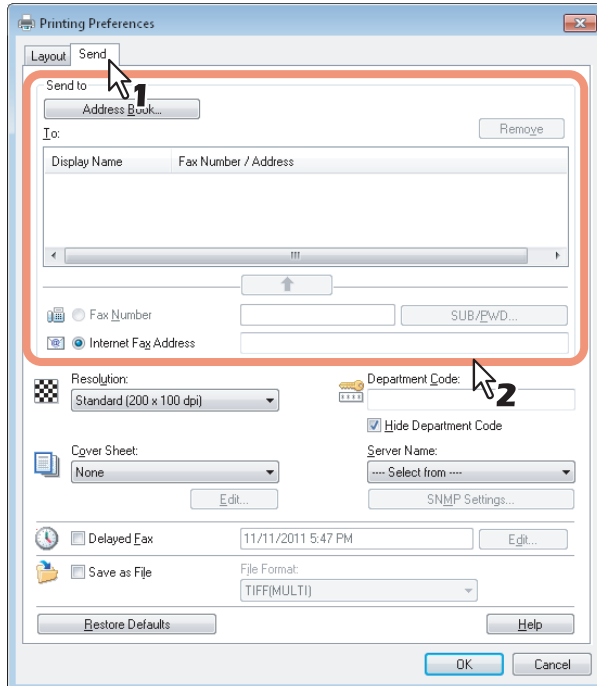 Printing Preferences
Layout Send
1
Send to
Address Book...
To:
Remove
Display Name Fax Number / Address
Fax Number
SUB/PWD...
Internet Fax Address
2
Resolution:
Department Code:
Standard (200 x 100 dpi)
Hide Department Code
Cover Sheet:
Server Name:
None
---- Select from ----
Edit...
SNMP Settings...
Delayed Fax
11/11/2011 5:47 PM
Edit...
Save as File
File Format:
TIFF(MULTI)
Restore Defaults
Help
OK
Cancel